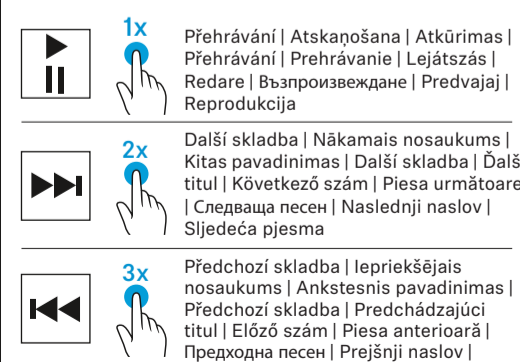 1x
Přehrávání | Atskaņošana | Atkūrimas |
Přehrávání | Prehrávanie | Lejátszás |
Redare | Възпроизвеждане | Predvajaj |
Reprodukcija
2x
Další skladba | Nākamais nosaukums |
Kitas pavadinimas | Další skladba | Ďalš
titul | Következő szám | Piesa următoare
| Следваща песен | Naslednji naslov |
Sljedeća pjesma
3x
Předchozí skladba | Iepriekšējais
nosaukums | Ankstesnis pavadinimas |
Předchozí skladba | Predchádzajúci
titul | Előző szám | Piesa anterioară |
Предходна песен | Prejšnji naslov |